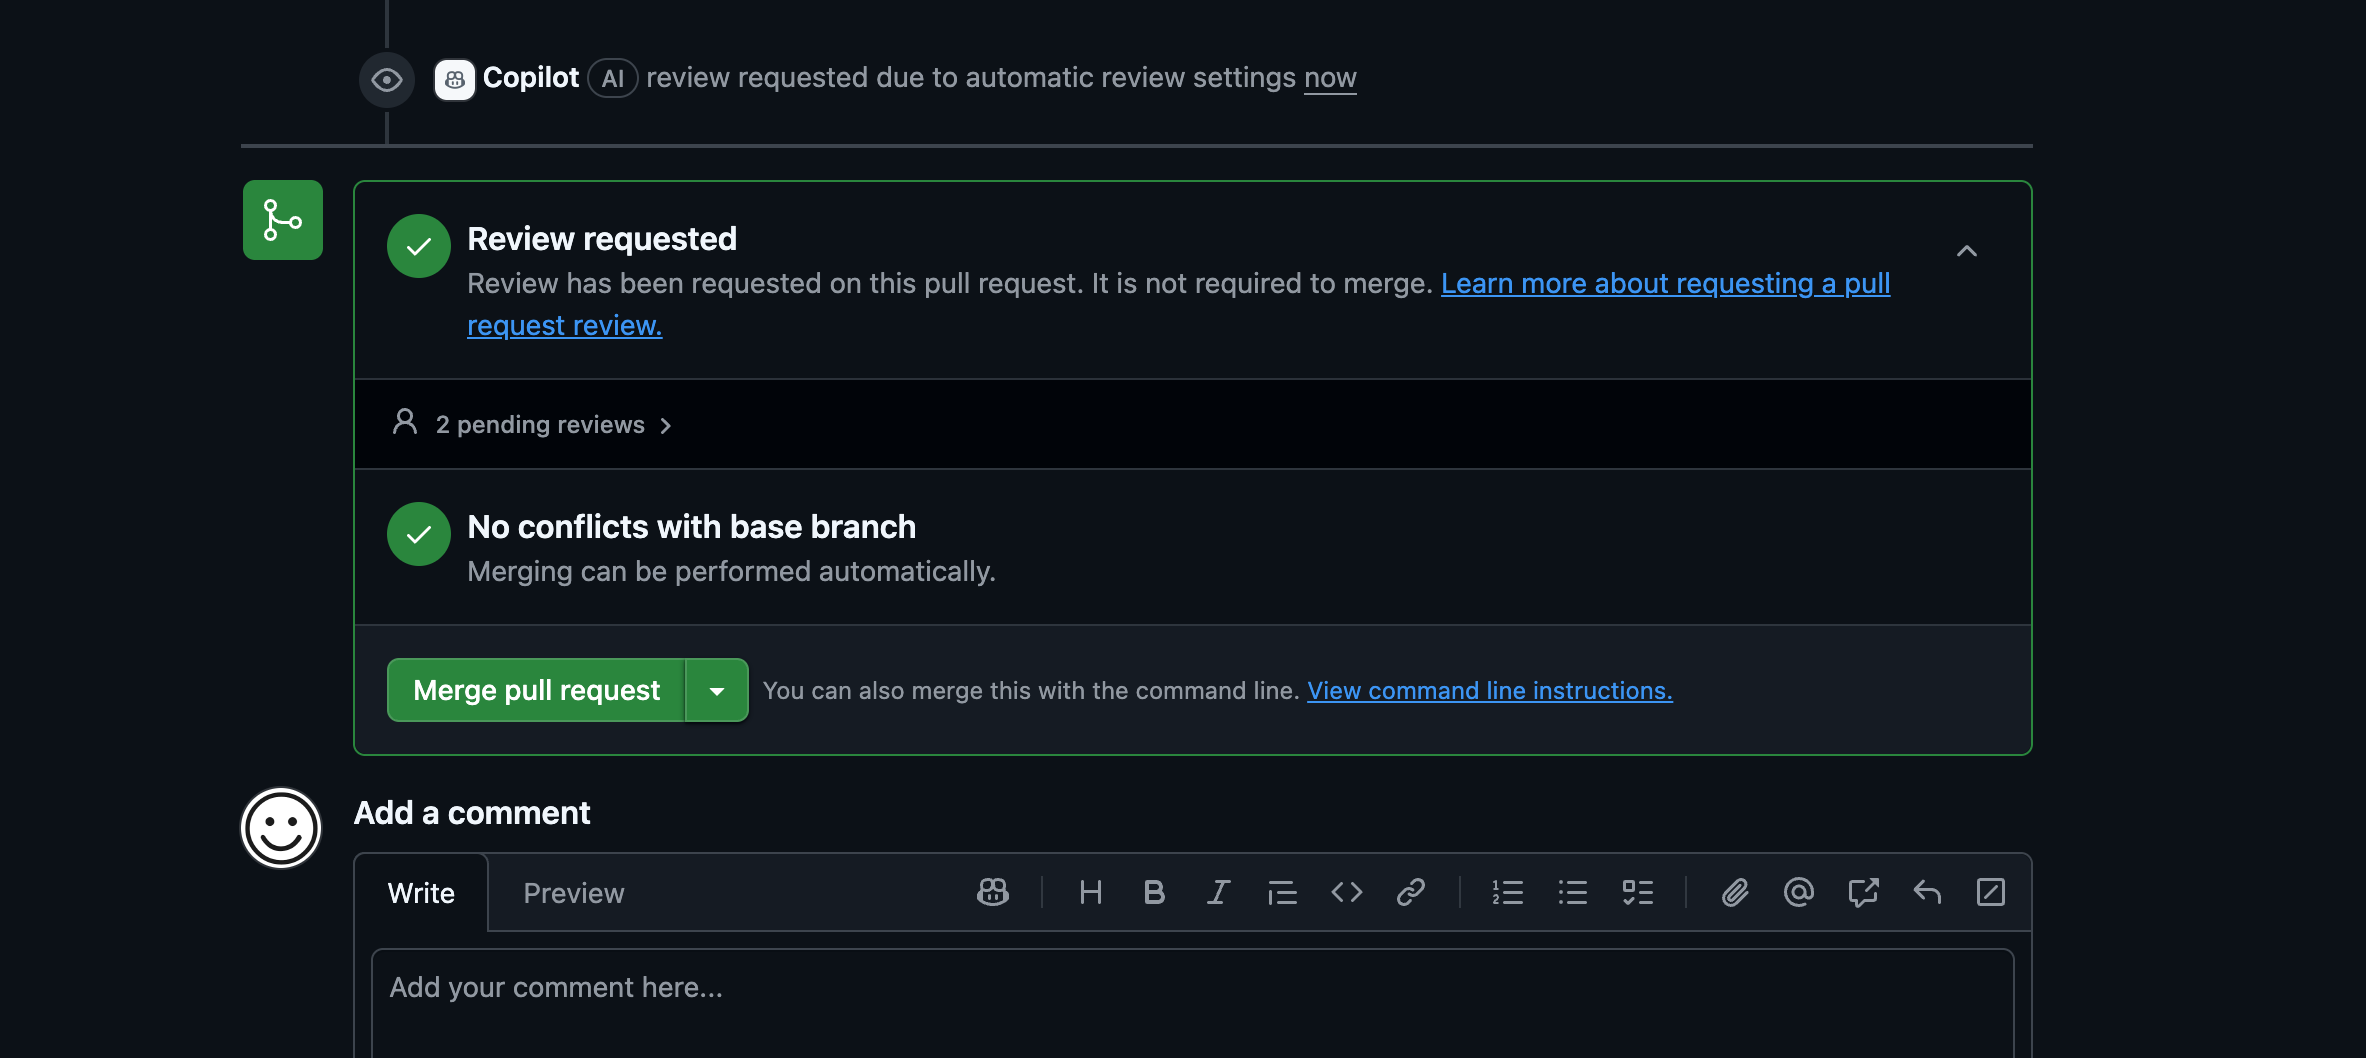 Copilot AI review requested due to automatic review settings now
Review requested
Review has been requested on this pull request. It is not required to merge. Learn more about requesting a pull
request review.
2 pending reviews
No conflicts with base branch
Merging can be performed automatically.
Merge pull request You can also merge this with the command line. View command line instructions.
Add a comment
Write Preview
Add your comment here...